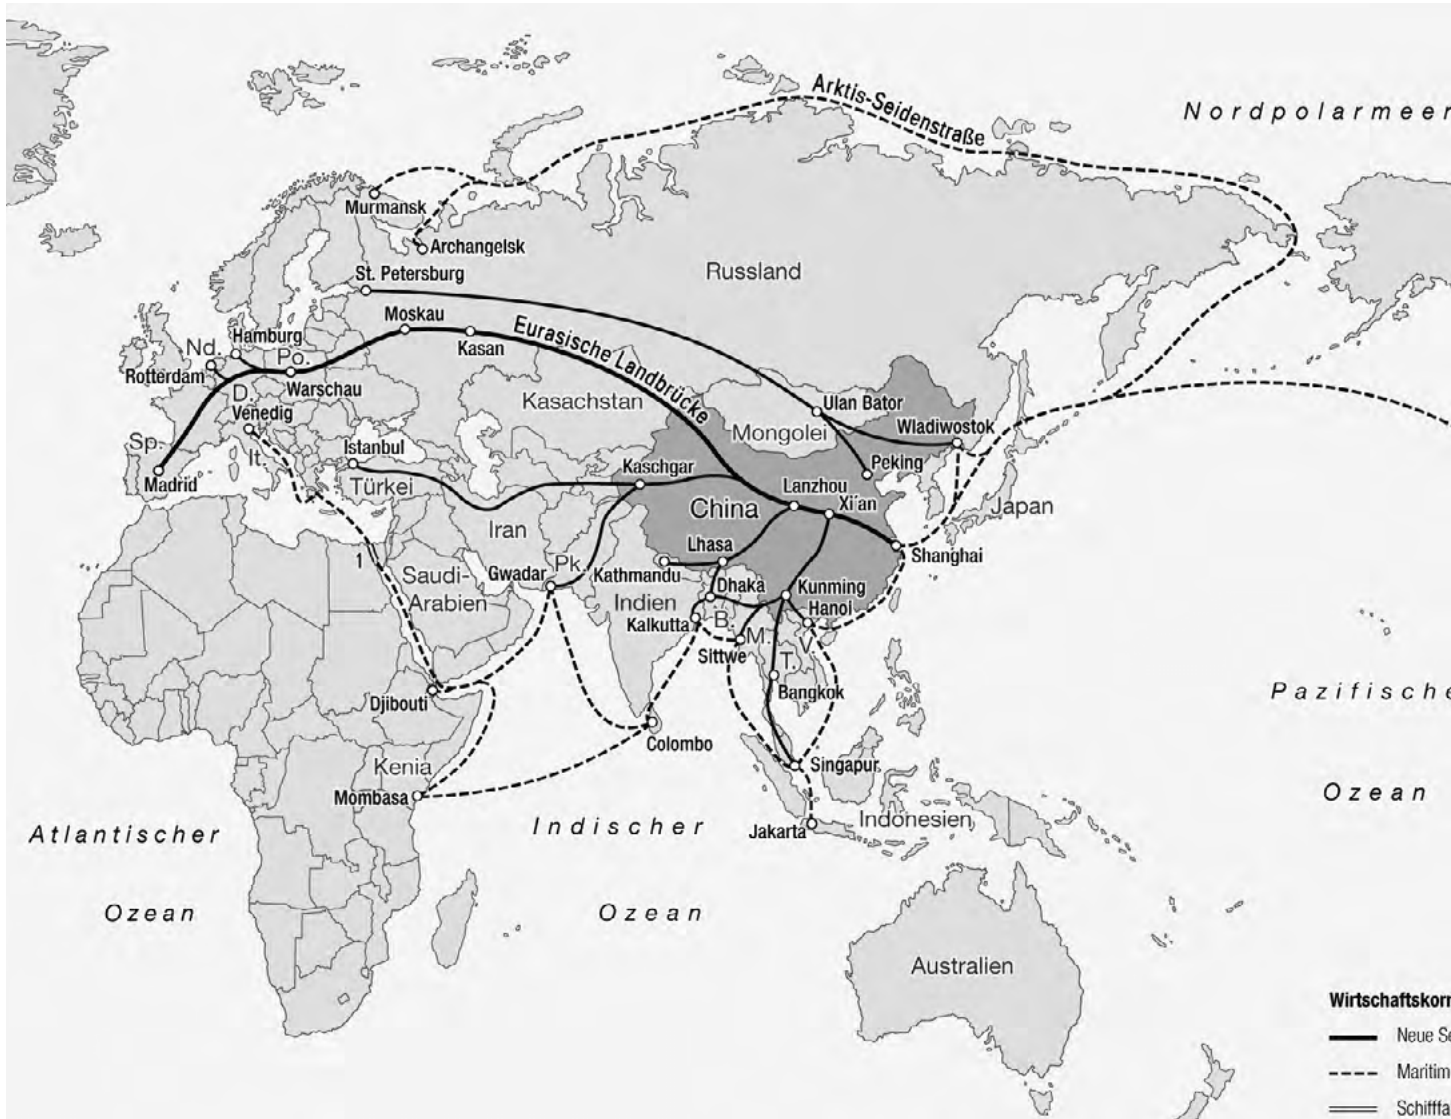 Arktis-Seidenstraße
Nordpolarmeer
Murmansk
Archangelsk
St. Petersburg
Russland
Moskau
Kasan
Eurasische Landbrücke
Hamburg
Nd.
Po.
Rotterdam
Warschau
D.
Venedig
Kasachstan
Ulan Bator
Mongolei
Wladiwostok
Sp.
It.
Istanbul
Madrid
Türkei
Kaschgar
Peking
Lanzhou
Xi'an
China
Japan
Iran
Shanghai
1
Saudi-
Arabien
Gwadar
Pk.
Lhasa
Kathmandu
Dhaka
Kunming
Indien
Hanoi
Kalkutta
B.
M.
V.
Sittwe
T.
Bangkok
Djibouti
Colombo
Kenia
Singapur
Mombasa
Jakarta
Indonesien
Pazifische
Ozean
Atlantischer
Ozean
Indischer
Ozean
Australien
Wirtschaftskorr
Neue Se
Maritim
Schifffa